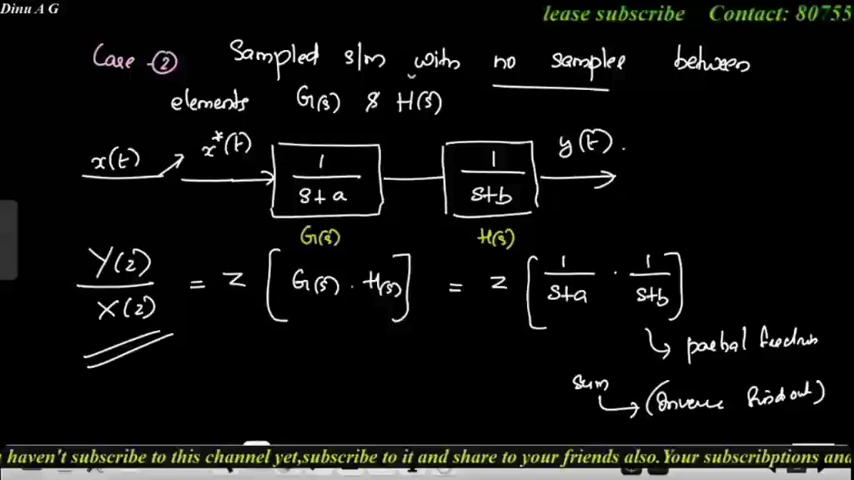 Dinu A G
lease subscribe Contact: 80755
Case -② Sampled s/m with no sampler between
elements G(s) & H(s)
x(t) x*(t) 1/(s+a) 1/(s+b) y(t).
G(s) H(s)
Y(z)/X(z) = Z [G(s) . H(s)] = Z [1/(s+a) . 1/(s+b)]
partial
sum
(Inverse
haven't subscribe to this channel yet,subscribe to it and share to your friends also.Your subscribptions and